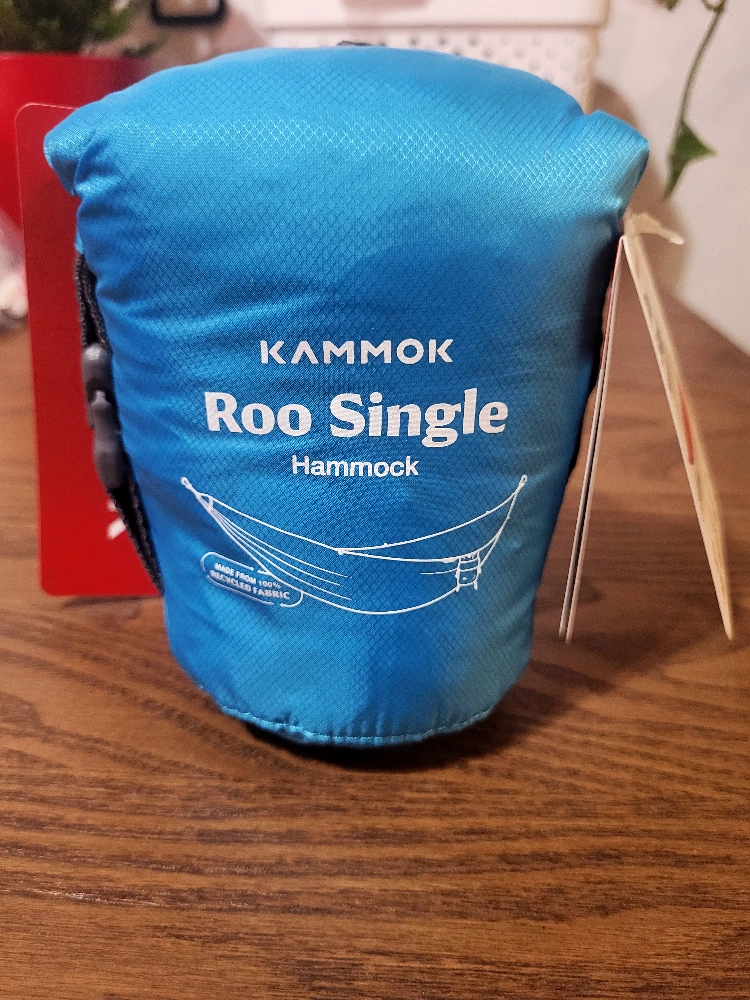 KAMMOK
Roo Single
Hammock
MADE FROM 100%
RECYCLED FABRIC